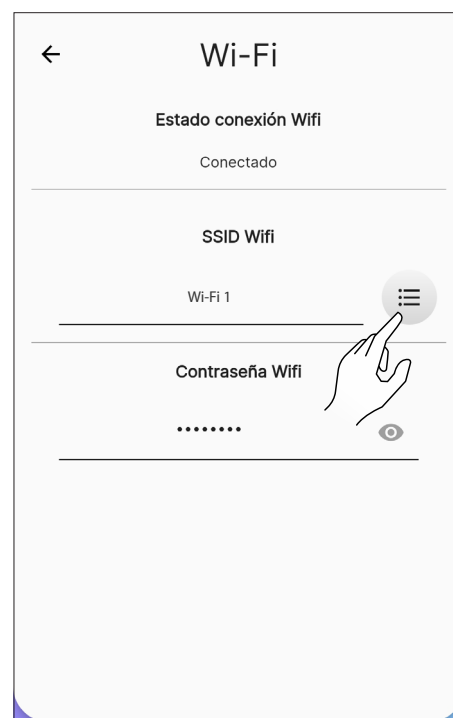 Wi-Fi
Estado conexión Wifi
Conectado
SSID Wifi
Wi-Fi 1
Contraseña Wifi
••••••••